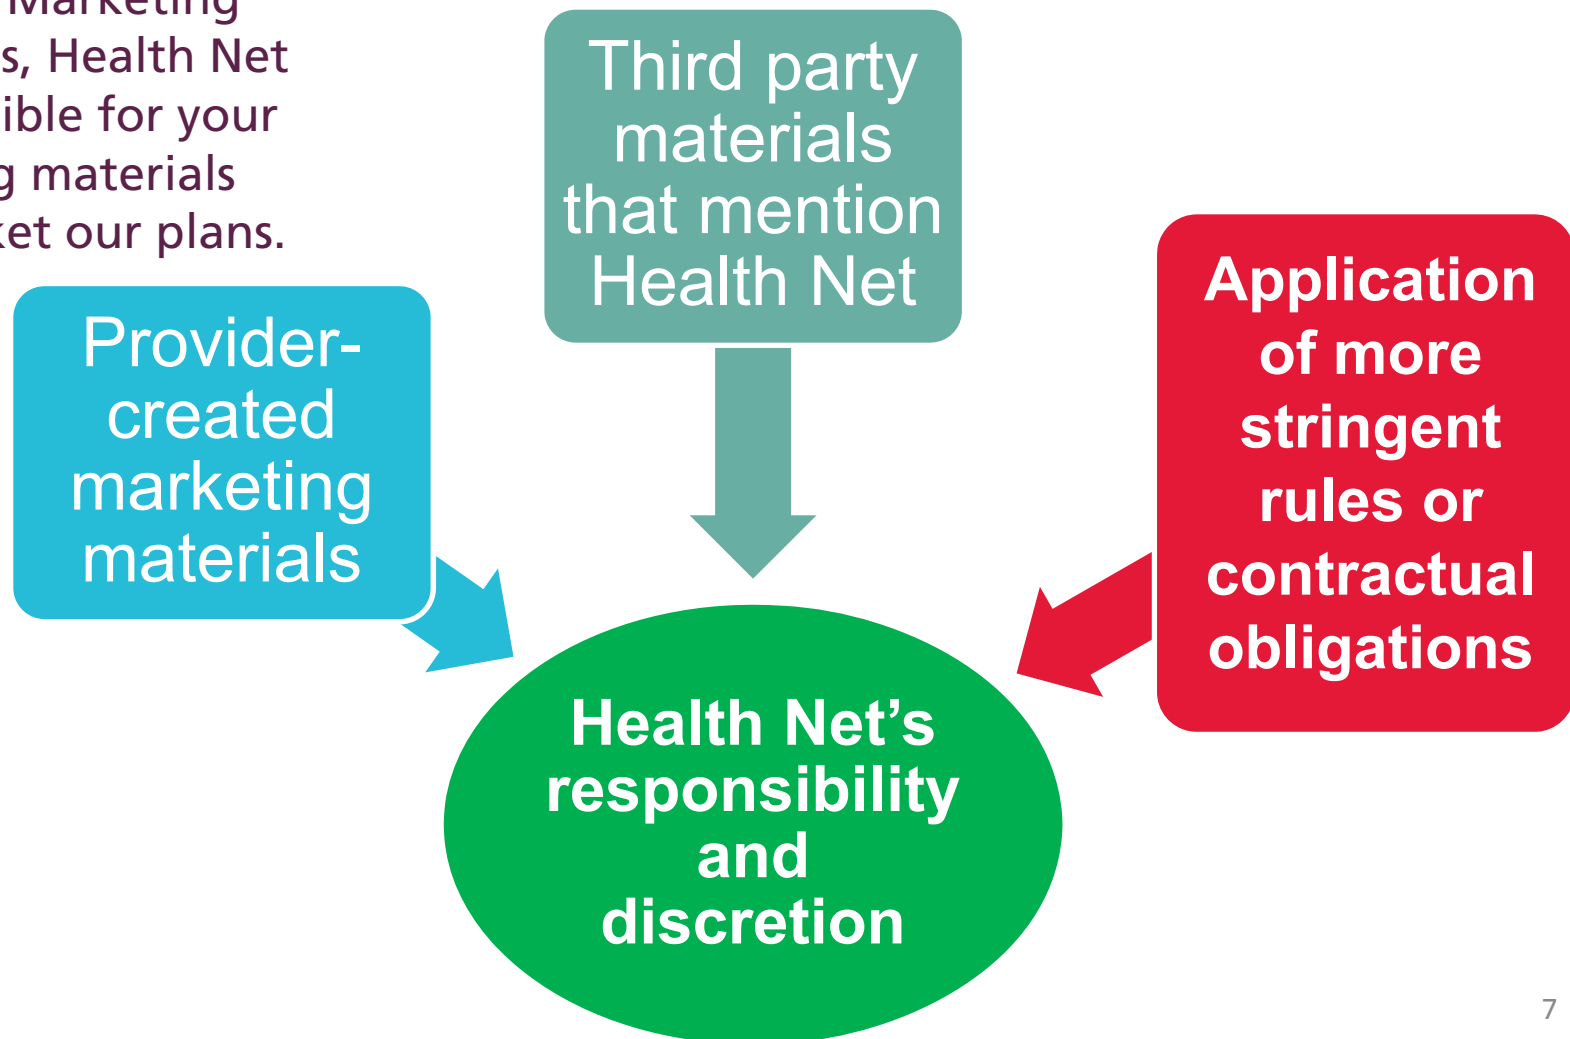 Marketing
s, Health Net
ible for your
g materials
ket our plans.
Third party
materials
that mention
Health Net
Provider-
created
marketing
materials
Application
of more
stringent
rules or
contractual
obligations
Health Net’s
responsibility
and
discretion
7